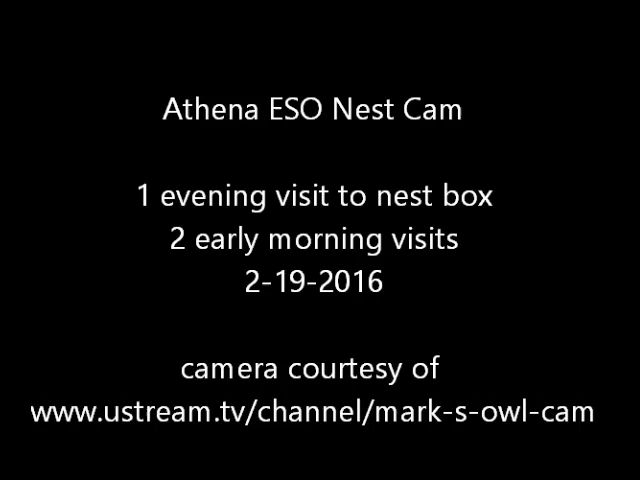 Athena ESO Nest Cam
1 evening visit to nest box
2 early morning visits
2-19-2016
camera courtesy of
www.ustream.tv/channel/mark-s-owl-cam